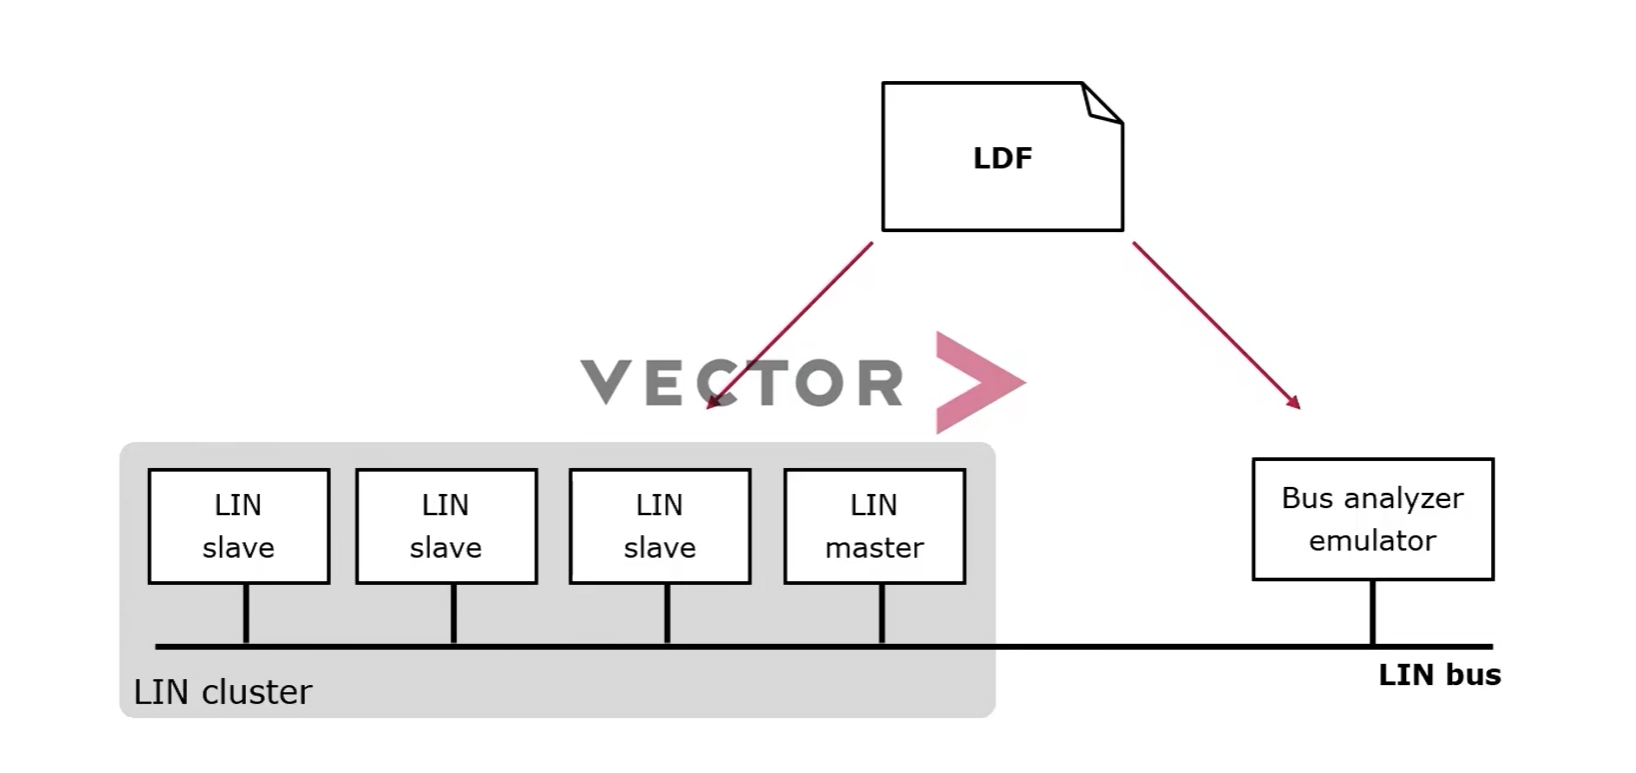 LDF
VECTOR
LIN
slave
LIN
slave
LIN
slave
LIN
master
Bus analyzer
emulator
LIN bus
LIN cluster